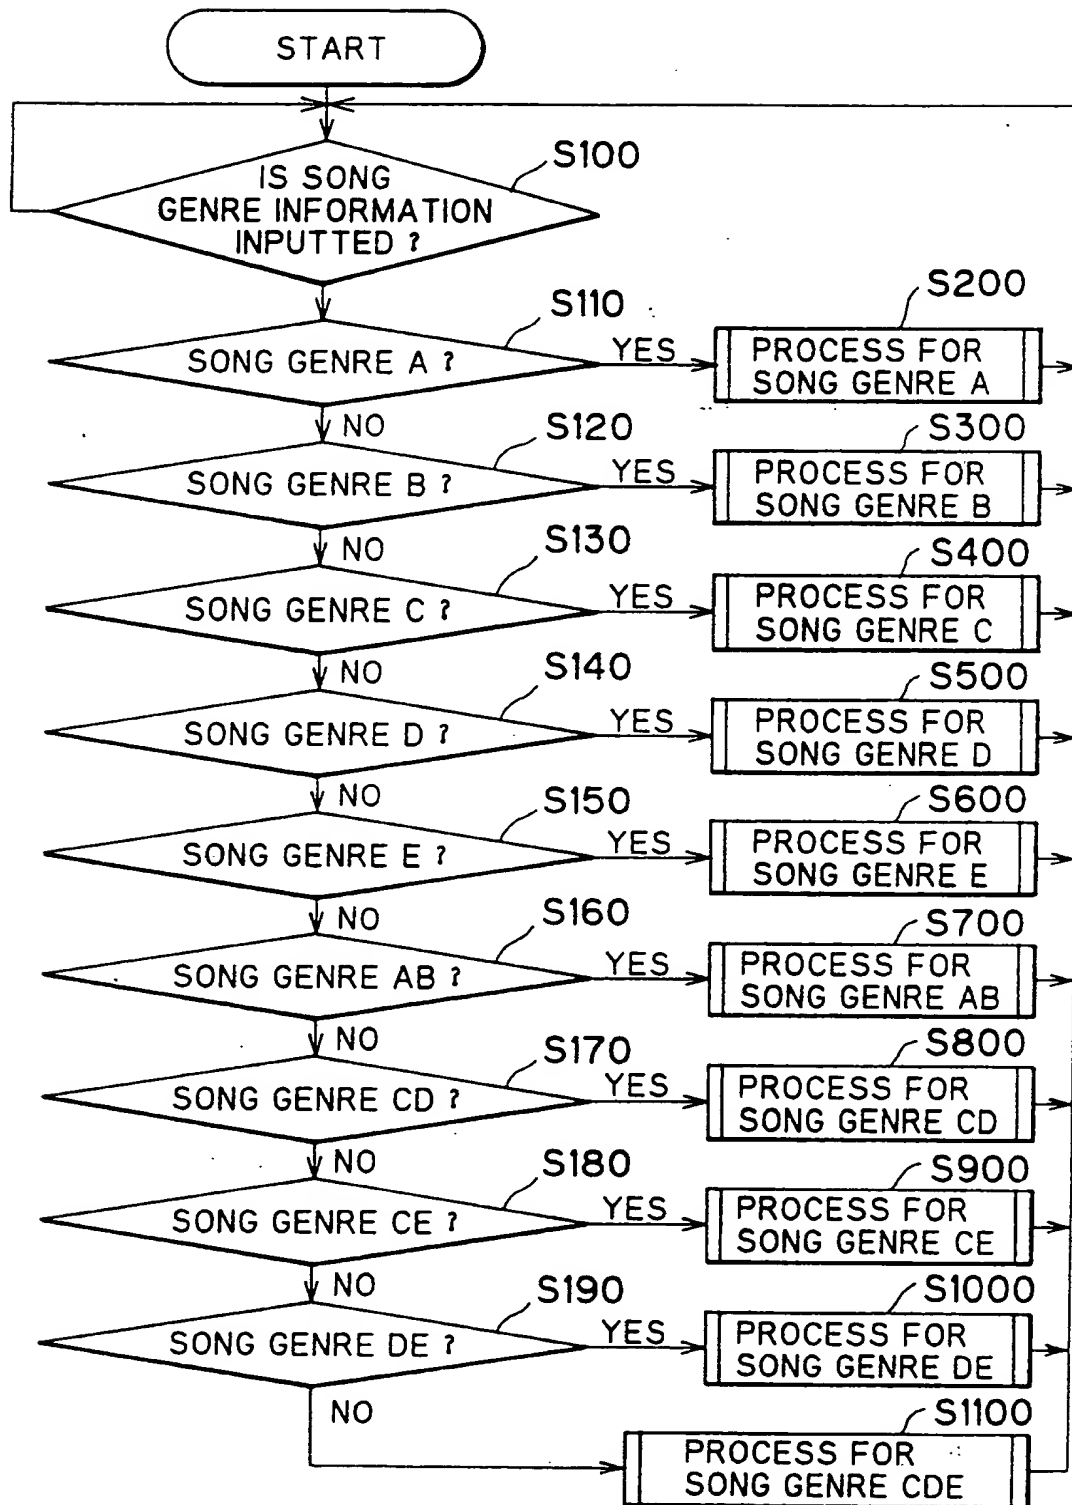 START
S100
IS SONG
GENRE INFORMATION
INPUTTED ?
S110
SONG GENRE A ?
YES
S200
PROCESS FOR
SONG GENRE A
NO
S120
SONG GENRE B ?
YES
S300
PROCESS FOR
SONG GENRE B
NO
S130
SONG GENRE C ?
YES
S400
PROCESS FOR
SONG GENRE C
NO
S140
SONG GENRE D ?
YES
S500
PROCESS FOR
SONG GENRE D
NO
S150
SONG GENRE E ?
YES
S600
PROCESS FOR
SONG GENRE E
NO
S160
SONG GENRE AB ?
YES
S700
PROCESS FOR
SONG GENRE AB
NO
S170
SONG GENRE CD ?
YES
S800
PROCESS FOR
SONG GENRE CD
NO
S180
SONG GENRE CE ?
YES
S900
PROCESS FOR
SONG GENRE CE
NO
S190
SONG GENRE DE ?
YES
S1000
PROCESS FOR
SONG GENRE DE
NO
S1100
PROCESS FOR
SONG GENRE CDE